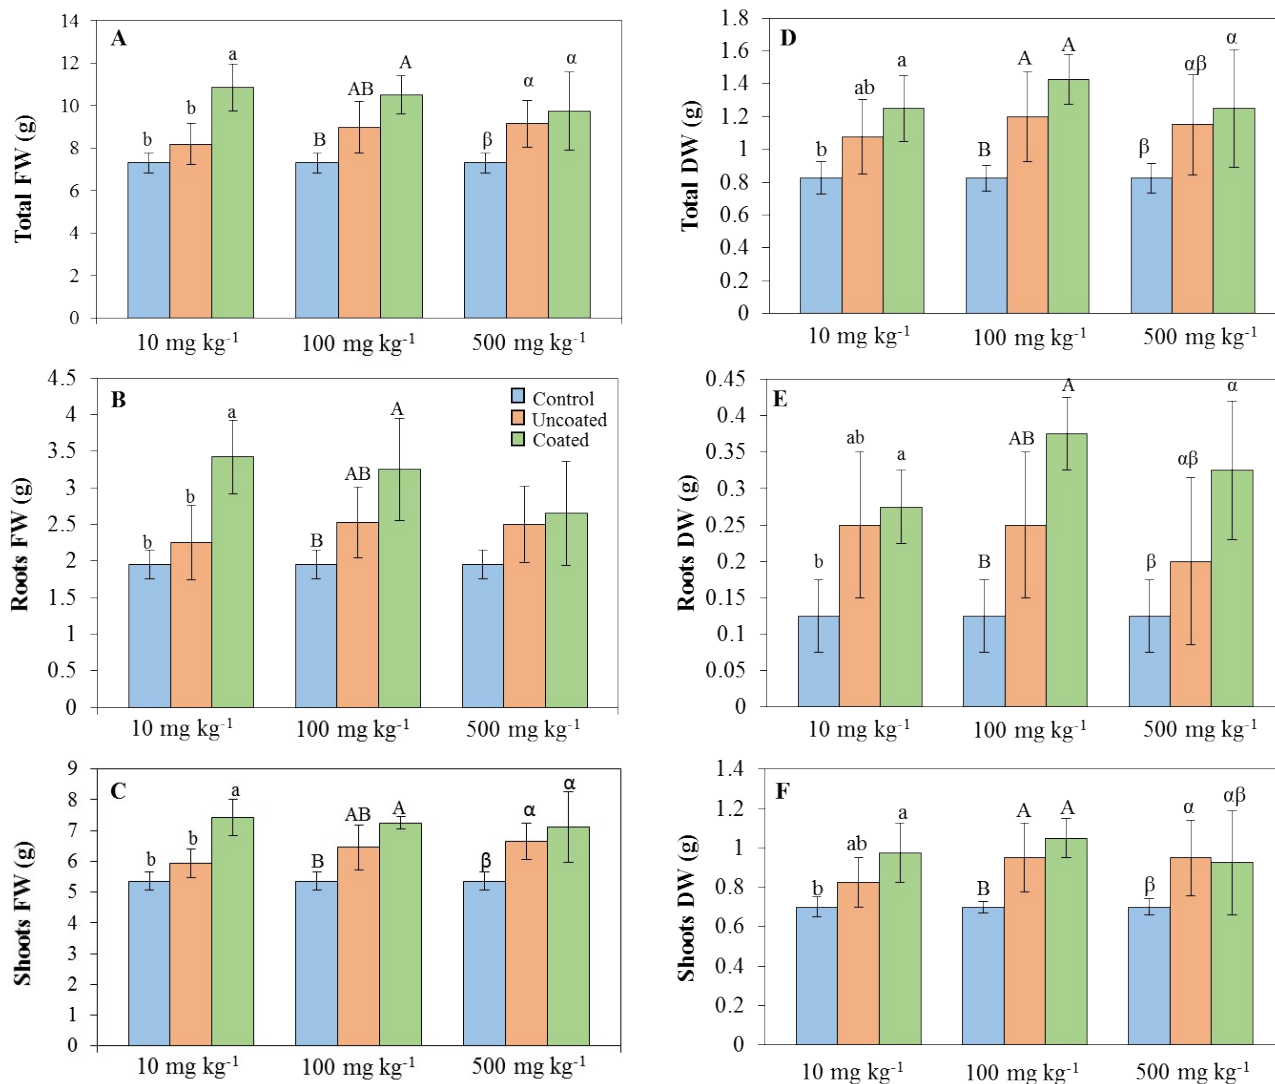 A
Total FW (g)
14
12
10
8
6
4
2
0
b
b
a
B
AB
A
β
α
α
10 mg kg⁻¹
100 mg kg⁻¹
500 mg kg⁻¹
D
Total DW (g)
1.8
1.6
1.4
1.2
1
0.8
0.6
0.4
0.2
0
b
ab
a
B
A
A
β
αβ
α
10 mg kg⁻¹
100 mg kg⁻¹
500 mg kg⁻¹
B
Roots FW (g)
4.5
4
3.5
3
2.5
2
1.5
1
0.5
0
b
b
a
B
AB
A
Control
Uncoated
Coated
10 mg kg⁻¹
100 mg kg⁻¹
500 mg kg⁻¹
E
Roots DW (g)
0.45
0.4
0.35
0.3
0.25
0.2
0.15
0.1
0.05
0
b
ab
a
B
AB
A
β
αβ
α
10 mg kg⁻¹
100 mg kg⁻¹
500 mg kg⁻¹
C
Shoots FW (g)
9
8
7
6
5
4
3
2
1
0
b
b
a
B
AB
A
β
α
α
10 mg kg⁻¹
100 mg kg⁻¹
500 mg kg⁻¹
F
Shoots DW (g)
1.4
1.2
1
0.8
0.6
0.4
0.2
0
b
ab
a
B
A
A
β
α
αβ
10 mg kg⁻¹
100 mg kg⁻¹
500 mg kg⁻¹